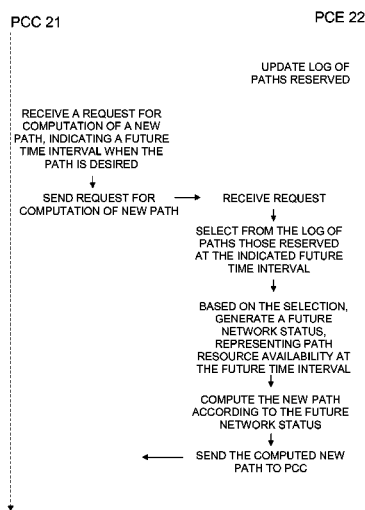 PCC 21
PCE 22
UPDATE LOG OF
PATHS RESERVED
RECEIVE A REQUEST FOR
COMPUTATION OF A NEW
PATH, INDICATING A FUTURE
TIME INTERVAL WHEN THE
PATH IS DESIRED
SEND REQUEST FOR
COMPUTATION OF NEW PATH
RECEIVE REQUEST
SELECT FROM THE LOG OF
PATHS THOSE RESERVED
AT THE INDICATED FUTURE
TIME INTERVAL
BASED ON THE SELECTION,
GENERATE A FUTURE
NETWORK STATUS,
REPRESENTING PATH
RESOURCE AVAILABILITY AT
THE FUTURE TIME INTERVAL
COMPUTE THE NEW PATH
ACCORDING TO THE FUTURE
NETWORK STATUS
SEND THE COMPUTED NEW
PATH TO PCC